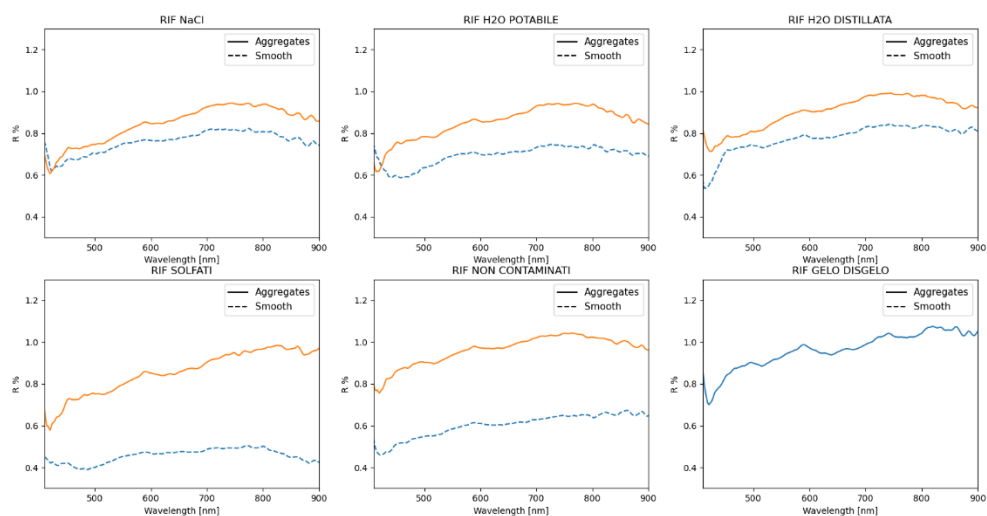 RIF NaCl
1.2
1.0
0.8
0.6
0.4
R %
Aggregates
Smooth
500
600
700
800
900
Wavelength [nm]
RIF H2O POTABILE
1.2
1.0
0.8
0.6
0.4
R %
Aggregates
Smooth
500
600
700
800
900
Wavelength [nm]
RIF H2O DISTILLATA
1.2
1.0
0.8
0.6
0.4
R %
Aggregates
Smooth
500
600
700
800
900
Wavelength [nm]
RIF SOLFATI
1.2
1.0
0.8
0.6
0.4
R %
Aggregates
Smooth
500
600
700
800
900
Wavelength [nm]
RIF NON CONTAMINATI
1.2
1.0
0.8
0.6
0.4
R %
Aggregates
Smooth
500
600
700
800
900
Wavelength [nm]
RIF GELO DISGELO
1.2
1.0
0.8
0.6
0.4
R %
Aggregates
Smooth
500
600
700
800
900
Wavelength [nm]